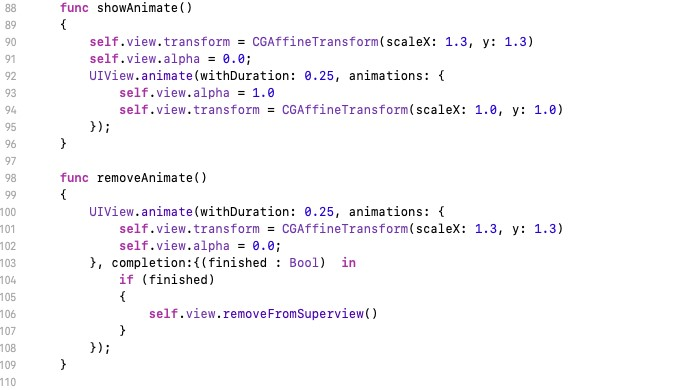 88 func showAnimate()
89 {
90 self.view.transform = CGAffineTransform(scaleX: 1.3, y: 1.3)
91 self.view.alpha = 0.0;
92 UIView.animate(withDuration: 0.25, animations: {
93 self.view.alpha = 1.0
94 self.view.transform = CGAffineTransform(scaleX: 1.0, y: 1.0)
95 });
96 }
97
98 func removeAnimate()
99 {
100 UIView.animate(withDuration: 0.25, animations: {
101 self.view.transform = CGAffineTransform(scaleX: 1.3, y: 1.3)
102 self.view.alpha = 0.0;
103 }, completion:{(finished : Bool)  in
104 if (finished)
105 {
106 self.view.removeFromSuperview()
107 }
108 });
109 }
110